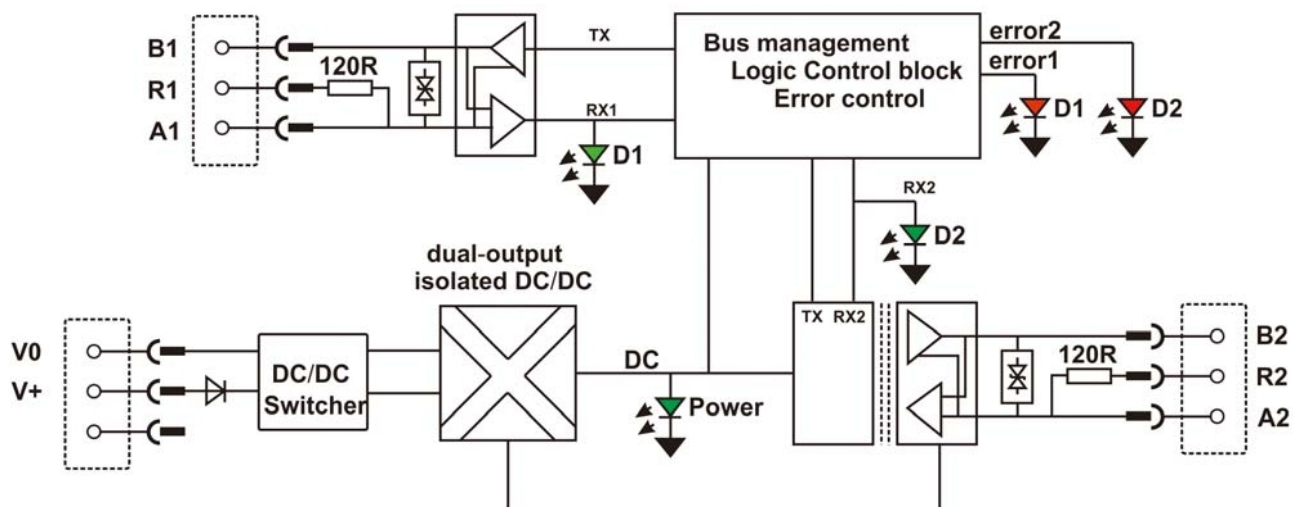 B1
R1
A1
120R
TX
RX1
D1
Bus management
Logic Control block
Error control
error2
error1
D1
D2
RX2
D2
dual-output
isolated DC/DC
V0
V+
DC/DC
Switcher
DC
Power
TX RX2
120R
B2
R2
A2